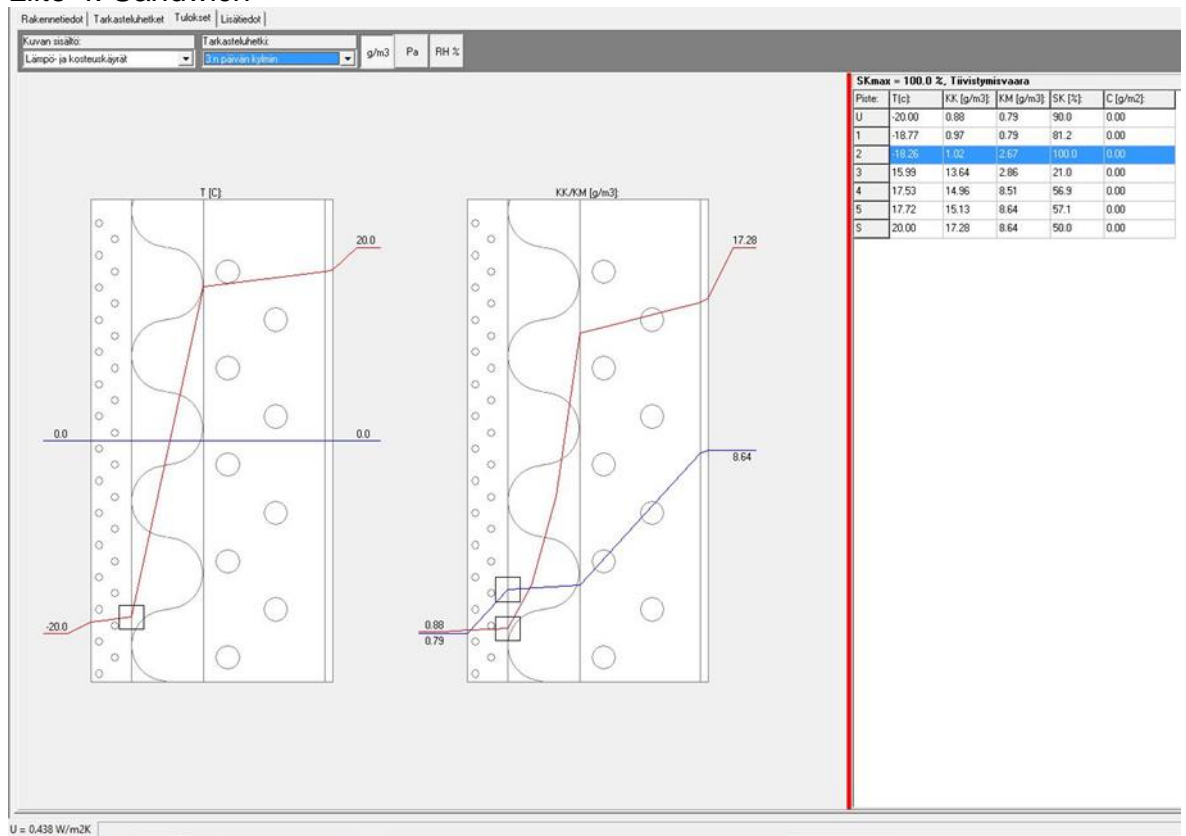 Liite 4: Sandwich
Rakennetiedot Tarkasteluhetket Tulokset Lisätiedot
Kuvan sisältö: Tarkasteluhetki:
Lämpö- ja kosteuskäyrät 3:n päivän kylmin g/m3 Pa RH %
SKmax = 100.0 %, Tiivistymisvaara
Piste: T[c]: KK [g/m3]: KM [g/m3]: SK [%]: C [g/m2]:
U -20.00 0.88 0.79 90.0 0.00
1 -18.77 0.97 0.79 81.2 0.00
2 -18.26 1.02 2.67 100.0 0.00
3 15.99 13.64 2.86 21.0 0.00
4 17.53 14.96 8.51 56.9 0.00
5 17.72 15.13 8.64 57.1 0.00
S 20.00 17.28 8.64 50.0 0.00
T [C]: KK/KM [g/m3]:
20.0 17.28
0.0 0.0 8.64
-20.0 0.88
0.79
U = 0.438 W/m2K